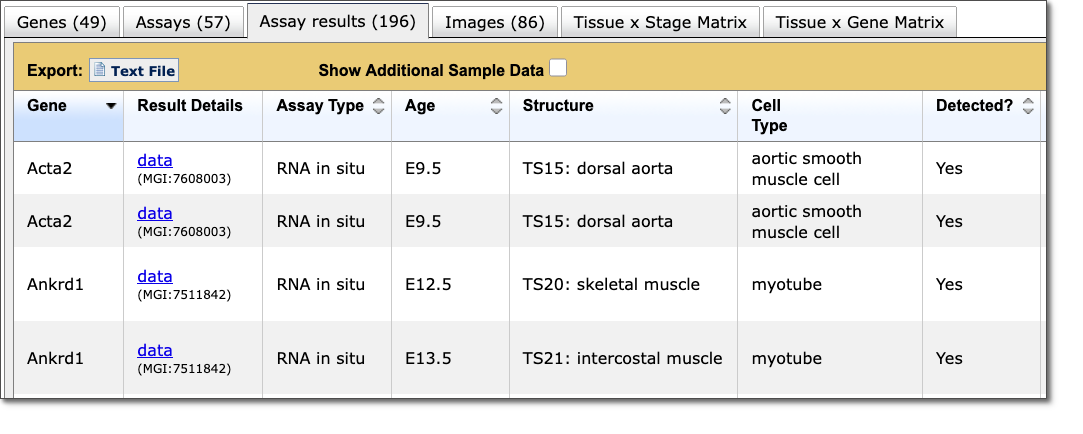 Genes (49) Assays (57) Assay results (196) Images (86) Tissue x Stage Matrix Tissue x Gene Matrix
Export: Text File Show Additional Sample Data
Gene Result Details Assay Type Age Structure Cell Type Detected?
Acta2 data (MGI:7608003) RNA in situ E9.5 TS15: dorsal aorta aortic smooth muscle cell Yes
Acta2 data (MGI:7608003) RNA in situ E9.5 TS15: dorsal aorta aortic smooth muscle cell Yes
Ankrd1 data (MGI:7511842) RNA in situ E12.5 TS20: skeletal muscle myotube Yes
Ankrd1 data (MGI:7511842) RNA in situ E13.5 TS21: intercostal muscle myotube Yes